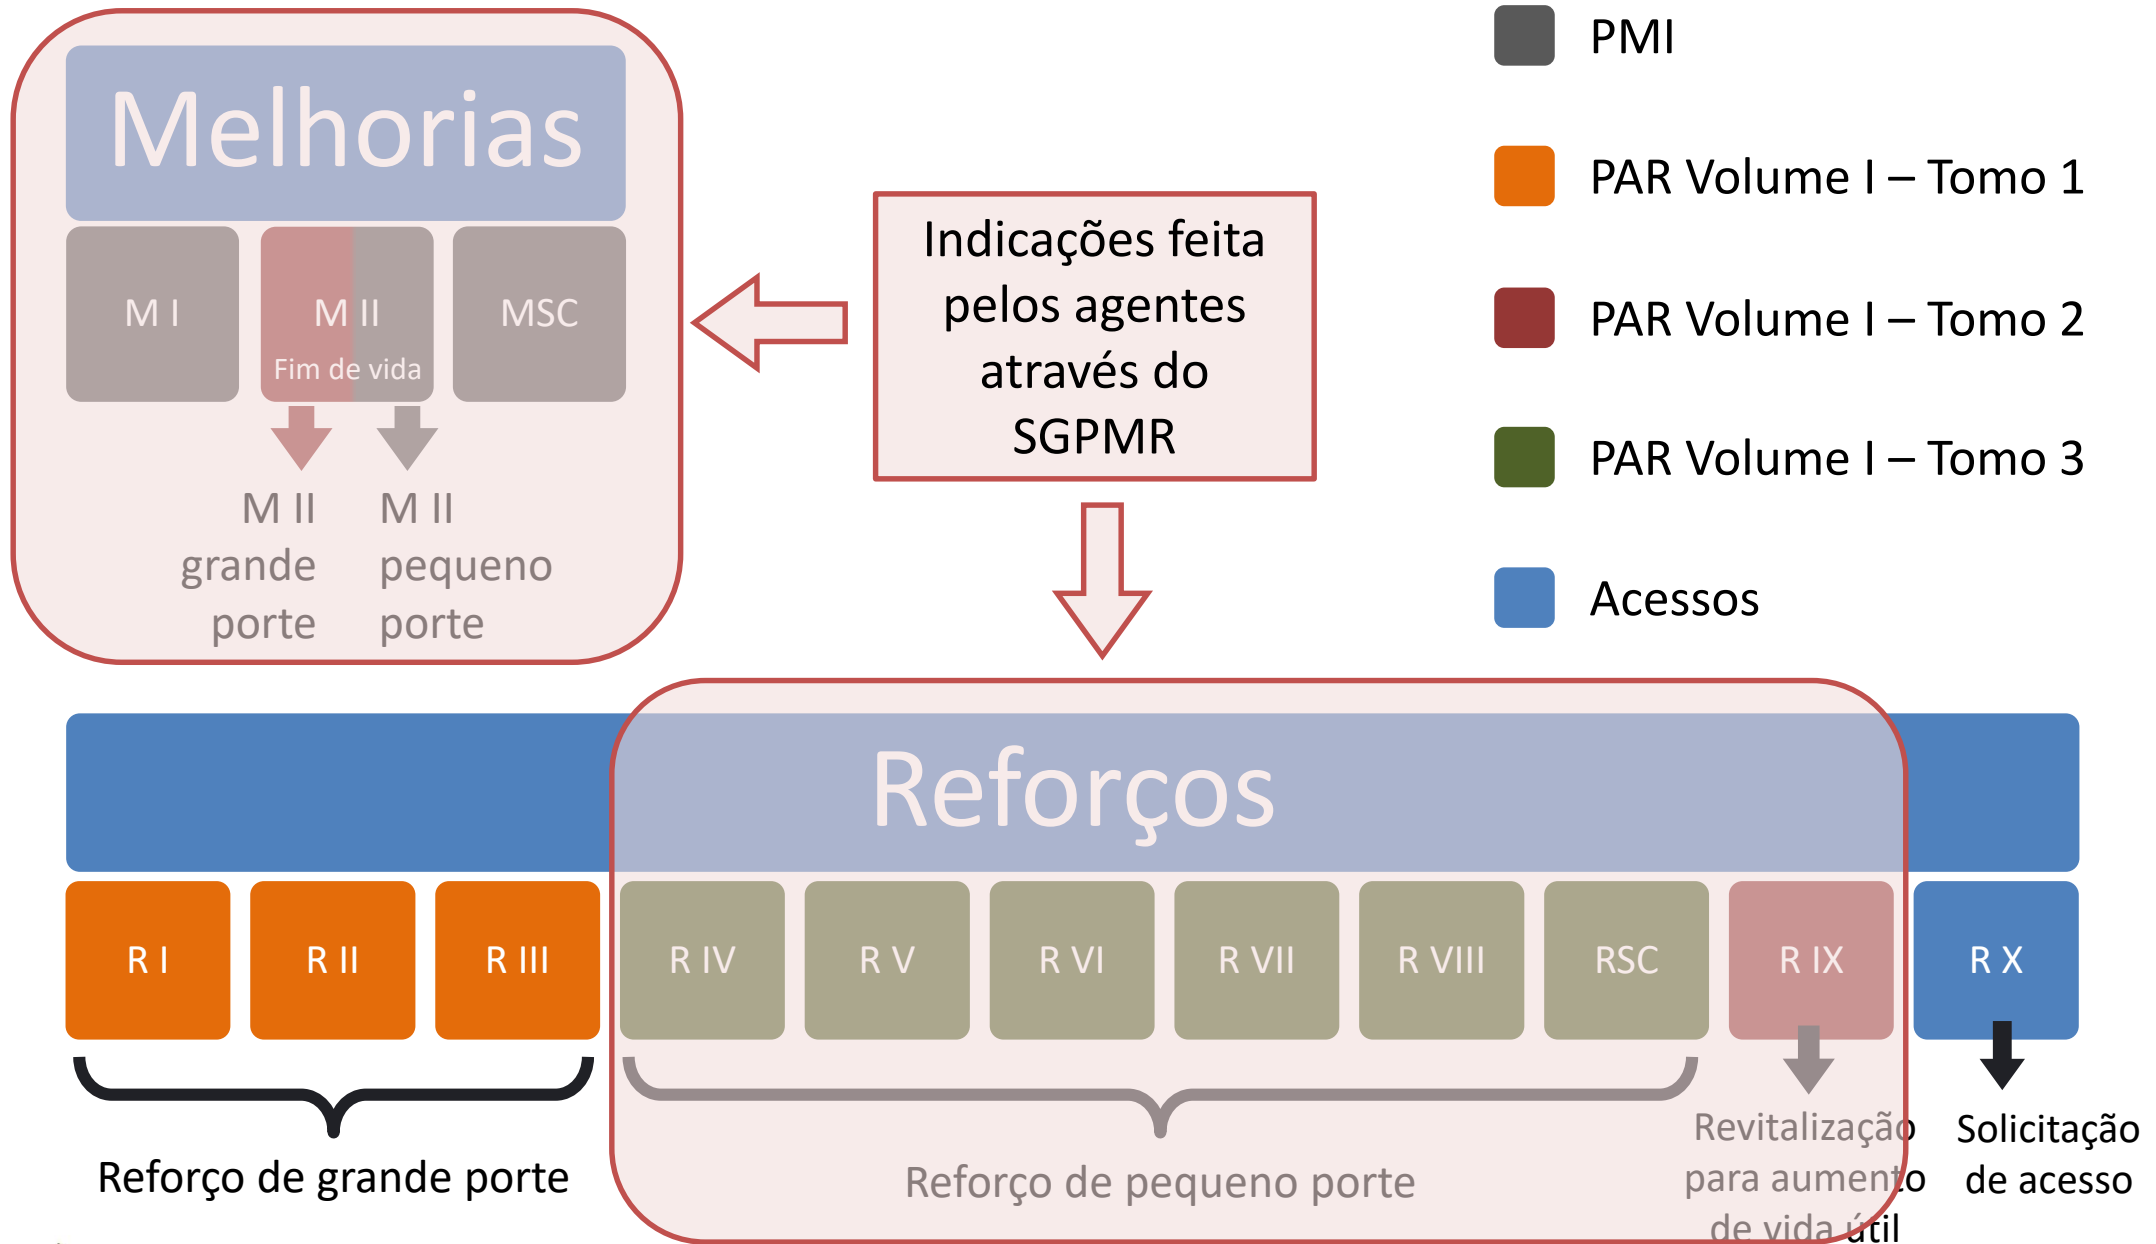 Melhorias
M I
M II
Fim de vida
MSC
M II
grande
porte
M II
pequeno
porte
Indicações feita
pelos agentes
através do
SGPMR
PMI
PAR Volume I – Tomo 1
PAR Volume I – Tomo 2
PAR Volume I – Tomo 3
Acessos
Reforços
R I
R II
R III
R IV
R V
R VI
R VII
R VIII
RSC
R IX
R X
Reforço de grande porte
Reforço de pequeno porte
Revitalização
para aumento
de vida útil
Solicitação
de acesso